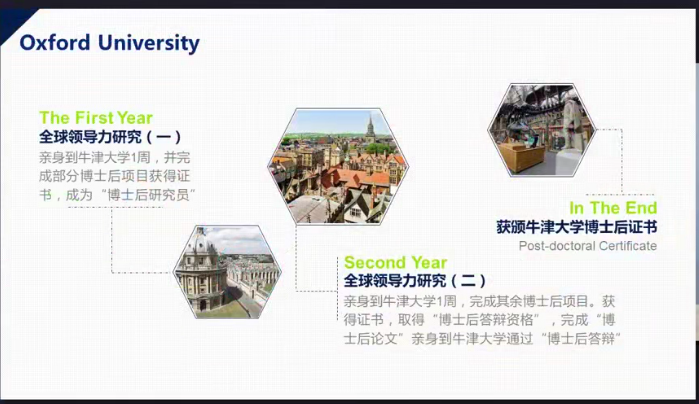 Oxford University
The First Year
全球领导力研究（一）
亲身到牛津大学1周，并完
成部分博士后项目获得证
书，成为“博士后研究员”
In The End
获颁牛津大学博士后证书
Post-doctoral Certificate
Second Year
全球领导力研究（二）
亲身到牛津大学1周，完成其余博士后项目。获
得证书，取得“博士后答辩资格”，完成“博
士后论文”亲身到牛津大学通过“博士后答辩”